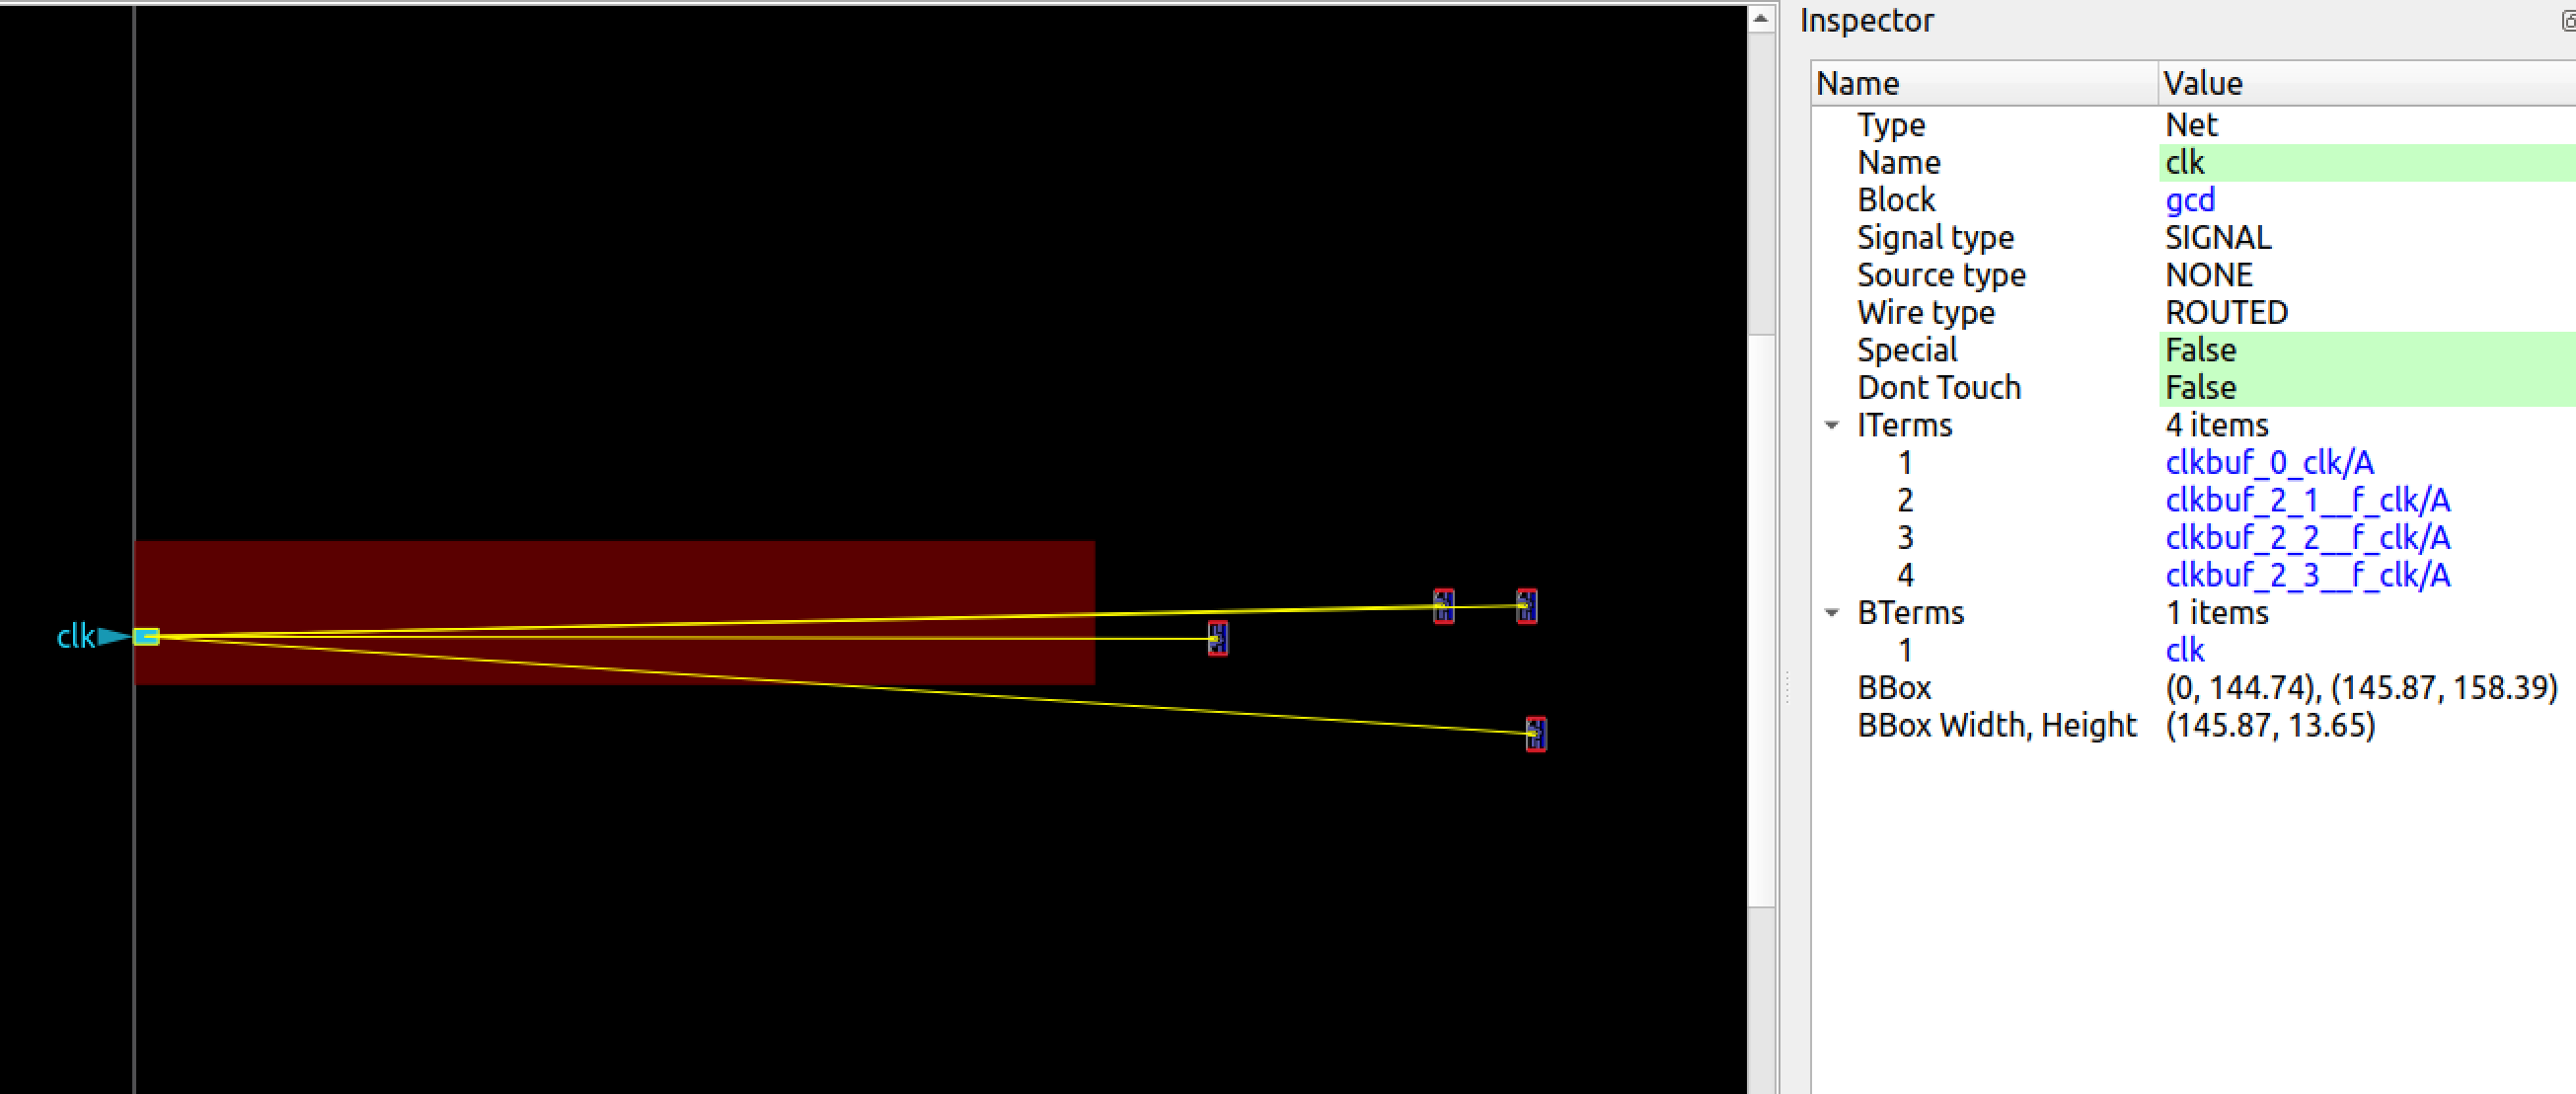 clk
Inspector
Name Value
Type Net
Name clk
Block gcd
Signal type SIGNAL
Source type NONE
Wire type ROUTED
Special False
Dont Touch False
ITerms 4 items
1 clkbuf_0_clk/A
2 clkbuf_2_1__f_clk/A
3 clkbuf_2_2__f_clk/A
4 clkbuf_2_3__f_clk/A
BTerms 1 items
1 clk
BBox (0, 144.74), (145.87, 158.39)
BBox Width, Height (145.87, 13.65)